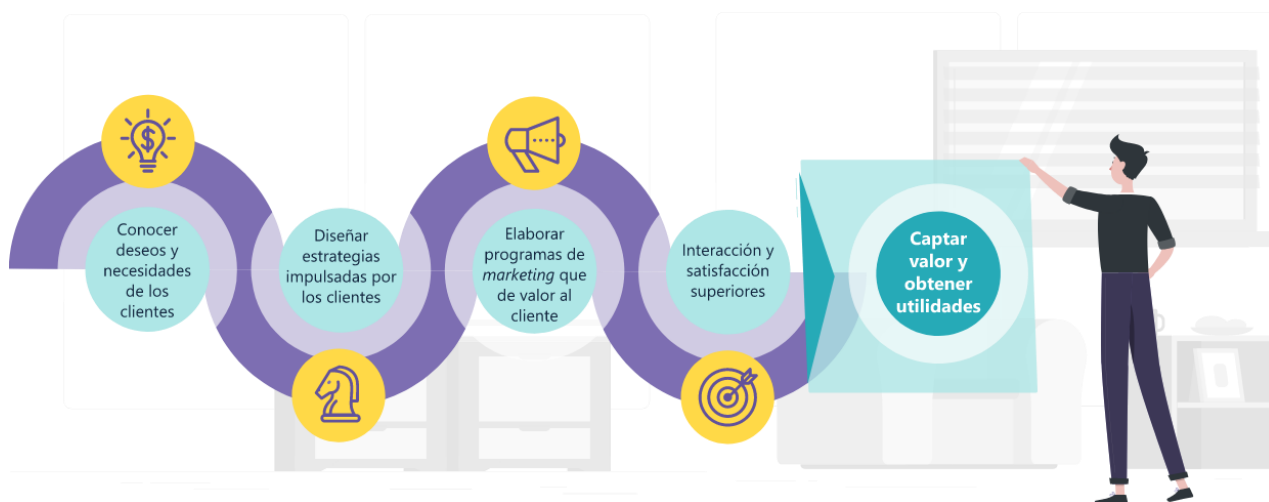 Conocer
deseos y
necesidades
de los
clientes
Diseñar
estrategias
impulsadas por
los clientes
Elaborar
programas de
marketing que
de valor al
cliente
Interacción y
satisfacción
superiores
Captar
valor y
obtener
utilidades
$